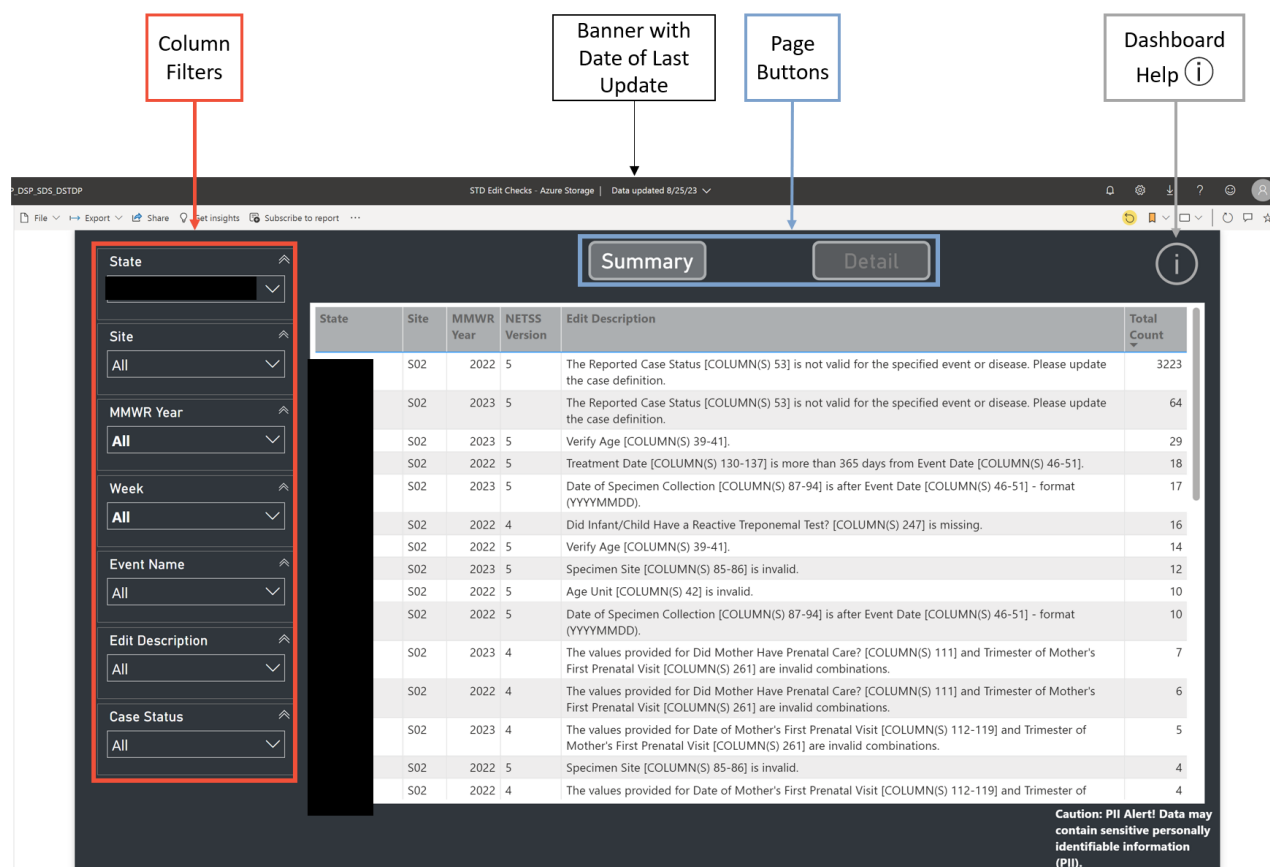 Column
Filters
Banner with
Date of Last
Update
Page
Buttons
Dashboard
Help i
P_DSP_SDS_DSTDP
STD Edit Checks - Azure Storage | Data updated 8/25/23
File
Export
Share
Get insights
Subscribe to report
...
State
Site
All
MMWR Year
All
Week
All
Event Name
All
Edit Description
All
Case Status
All
Summary
Detail
i
State Site MMWR Year NETSS Version Edit Description Total Count
S02 2022 5 The Reported Case Status [COLUMN(S) 53] is not valid for the specified event or disease. Please update 3223
the case definition.
S02 2023 5 The Reported Case Status [COLUMN(S) 53] is not valid for the specified event or disease. Please update 64
the case definition.
S02 2023 5 Verify Age [COLUMN(S) 39-41]. 29
S02 2022 5 Treatment Date [COLUMN(S) 130-137] is more than 365 days from Event Date [COLUMN(S) 46-51]. 18
S02 2023 5 Date of Specimen Collection [COLUMN(S) 87-94] is after Event Date [COLUMN(S) 46-51] - format 17
(YYYYMMDD).
S02 2022 4 Did Infant/Child Have a Reactive Treponemal Test? [COLUMN(S) 247] is missing. 16
S02 2022 5 Verify Age [COLUMN(S) 39-41]. 14
S02 2023 5 Specimen Site [COLUMN(S) 85-86] is invalid. 12
S02 2022 5 Age Unit [COLUMN(S) 42] is invalid. 10
S02 2022 5 Date of Specimen Collection [COLUMN(S) 87-94] is after Event Date [COLUMN(S) 46-51] - format 10
(YYYYMMDD).
S02 2023 4 The values provided for Did Mother Have Prenatal Care? [COLUMN(S) 111] and Trimester of Mother's 7
First Prenatal Visit [COLUMN(S) 261] are invalid combinations.
S02 2022 4 The values provided for Did Mother Have Prenatal Care? [COLUMN(S) 111] and Trimester of Mother's 6
First Prenatal Visit [COLUMN(S) 261] are invalid combinations.
S02 2023 4 The values provided for Date of Mother's First Prenatal Visit [COLUMN(S) 112-119] and Trimester of 5
Mother's First Prenatal Visit [COLUMN(S) 261] are invalid combinations.
S02 2022 5 Specimen Site [COLUMN(S) 85-86] is invalid. 4
S02 2022 4 The values provided for Date of Mother's First Prenatal Visit [COLUMN(S) 112-119] and Trimester of 4
Caution: PII Alert! Data may
contain sensitive personally
identifiable information
(PII).